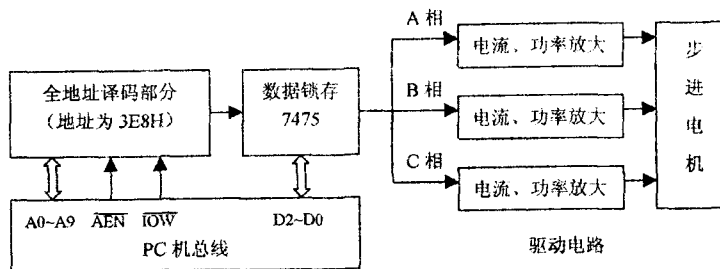 全地址译码部分
(地址为 3E8H)
数据锁存
7475
A 相
B 相
C 相
电流、功率放大
电流、功率放大
电流、功率放大
步
进
电
机
A0~A9 A̅E̅N̅ I̅O̅W̅ D2~D0
PC 机总线
驱动电路